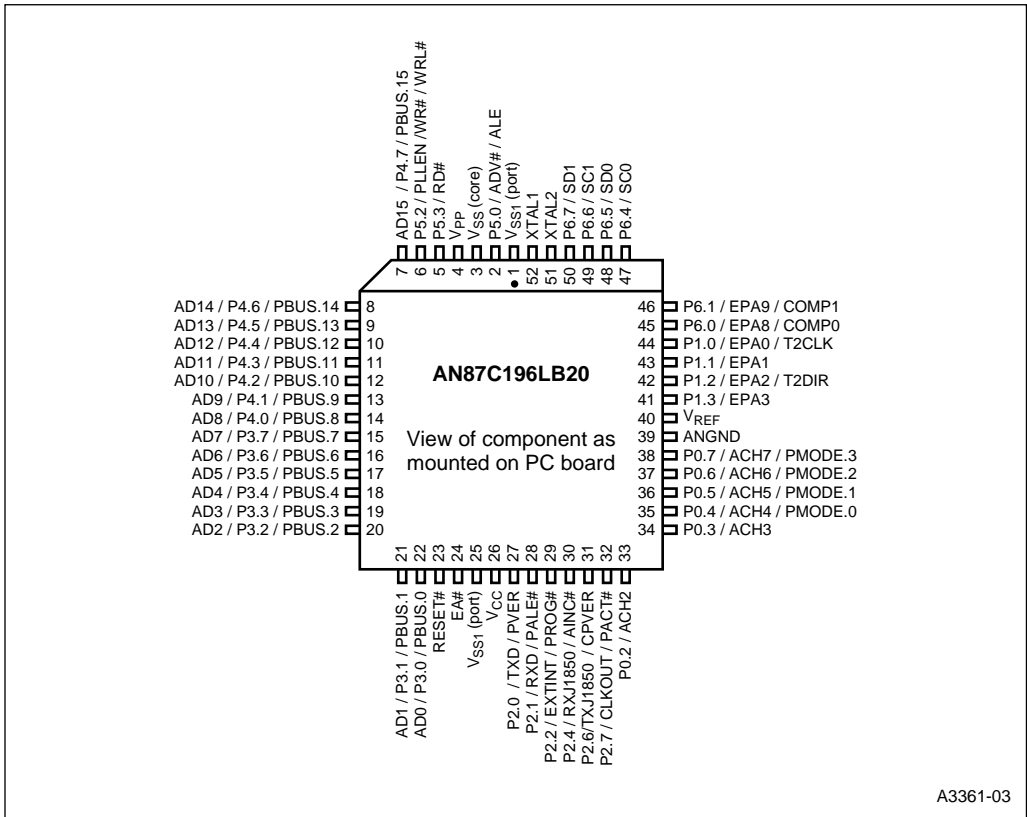 AD15 / P4.7 / PBUS.15
P5.2 / PLLEN /WR# / WRL#
P5.3 / RD#
VPP
VSS (core)
P5.0 / ADV# / ALE
VSS1 (port)
XTAL1
XTAL2
P6.7 / SD1
P6.6 / SC1
P6.5 / SD0
P6.4 / SC0
7
6
5
4
3
2
1
52
51
50
49
48
47
AD14 / P4.6 / PBUS.14 8
AD13 / P4.5 / PBUS.13 9
AD12 / P4.4 / PBUS.12 10
AD11 / P4.3 / PBUS.11 11
AD10 / P4.2 / PBUS.10 12
AD9 / P4.1 / PBUS.9 13
AD8 / P4.0 / PBUS.8 14
AD7 / P3.7 / PBUS.7 15
AD6 / P3.6 / PBUS.6 16
AD5 / P3.5 / PBUS.5 17
AD4 / P3.4 / PBUS.4 18
AD3 / P3.3 / PBUS.3 19
AD2 / P3.2 / PBUS.2 20
AN87C196LB20
View of component as
mounted on PC board
46 P6.1 / EPA9 / COMP1
45 P6.0 / EPA8 / COMP0
44 P1.0 / EPA0 / T2CLK
43 P1.1 / EPA1
42 P1.2 / EPA2 / T2DIR
41 P1.3 / EPA3
40 VREF
39 ANGND
38 P0.7 / ACH7 / PMODE.3
37 P0.6 / ACH6 / PMODE.2
36 P0.5 / ACH5 / PMODE.1
35 P0.4 / ACH4 / PMODE.0
34 P0.3 / ACH3
21
22
23
24
25
26
27
28
29
30
31
32
33
AD1 / P3.1 / PBUS.1
AD0 / P3.0 / PBUS.0
RESET#
EA#
VSS1 (port)
VCC
P2.0 / TXD / PVER
P2.1 / RXD / PALE#
P2.2 / EXTINT / PROG#
P2.4 / RXJ1850 / AINC#
P2.6/TXJ1850 / CPVER
P2.7 / CLKOUT / PACT#
P0.2 / ACH2
A3361-03